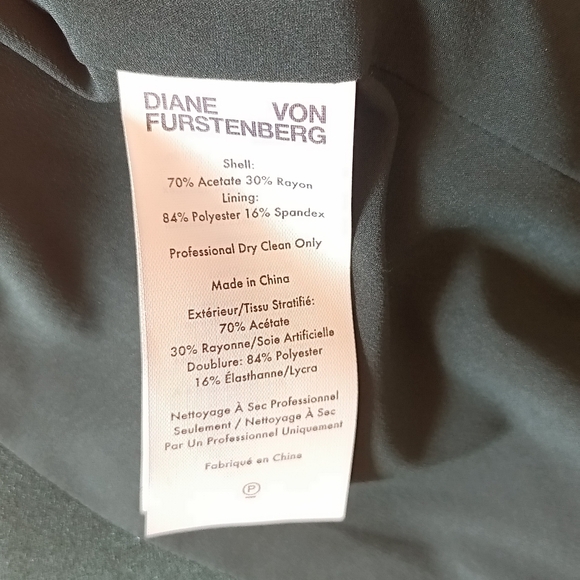 DIANE VON
FURSTENBERG
Shell:
70% Acetate 30% Rayon
Lining:
84% Polyester 16% Spandex
Professional Dry Clean Only
Made in China
Extérieur/Tissu Stratifié:
70% Acétate
30% Rayonne/Soie Artificielle
Doublure: 84% Polyester
16% Élasthanne/Lycra
Nettoyage À Sec Professionnel
Seulement / Nettoyage À Sec
Par Un Professionnel Uniquement
Fabriqué en Chine
P